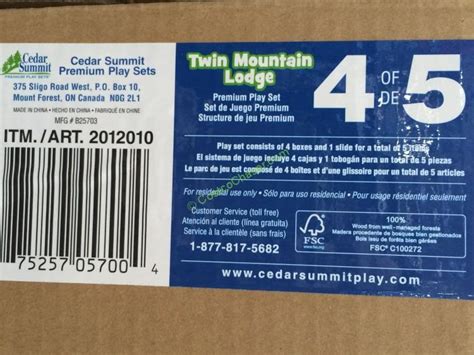 Cedar
Summit
PREMIUM PLAY SETS
Cedar Summit
Premium Play Sets
375 Sligo Road West, P.O. Box 10,
Mount Forest, ON Canada N0G 2L1
MADE IN CHINA • HECHO EN CHINA • FABRIQUÉ EN CHINE
MFG # B25703
ITM. / ART. 2012010
75257 05700 4
Twin Mountain
Lodge
Premium Play Set
Set de Juego Premium
Structure de jeu Premium
4 OF DE 5
Play set consists of 4 boxes and 1 slide for a total of 5 items
El sistema de juego incluye 4 cajas y 1 tobogán para un total de 5 piezas
Le parc de jeu est composé de 4 boîtes et d'une glissoire pour un total de 5 articles
For residential use only • Sólo para uso residencial • Pour usage résidentiel seulement
Customer Service (toll free)
Atención al cliente (línea gratuita)
Service à la clientèle (sans frais)
1-877-817-5682
FSC
www.fsc.org
100%
Wood from well-managed forests
Madera procedente de bosques bien gestionados
Bois issu de forêts bien gérées
FSC® C100272
www.cedarsummitplay.com
© CostcoChaser.com